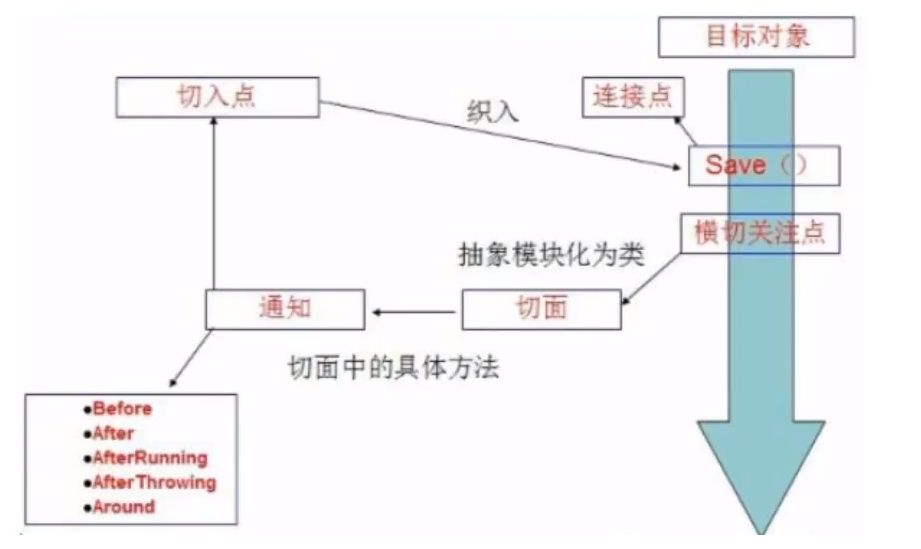 目标对象
切入点
连接点
织入
Save（）
横切关注点
抽象模块化为类
通知
切面
切面中的具体方法
●Before
●After
●AfterRunning
●AfterThrowing
●Around